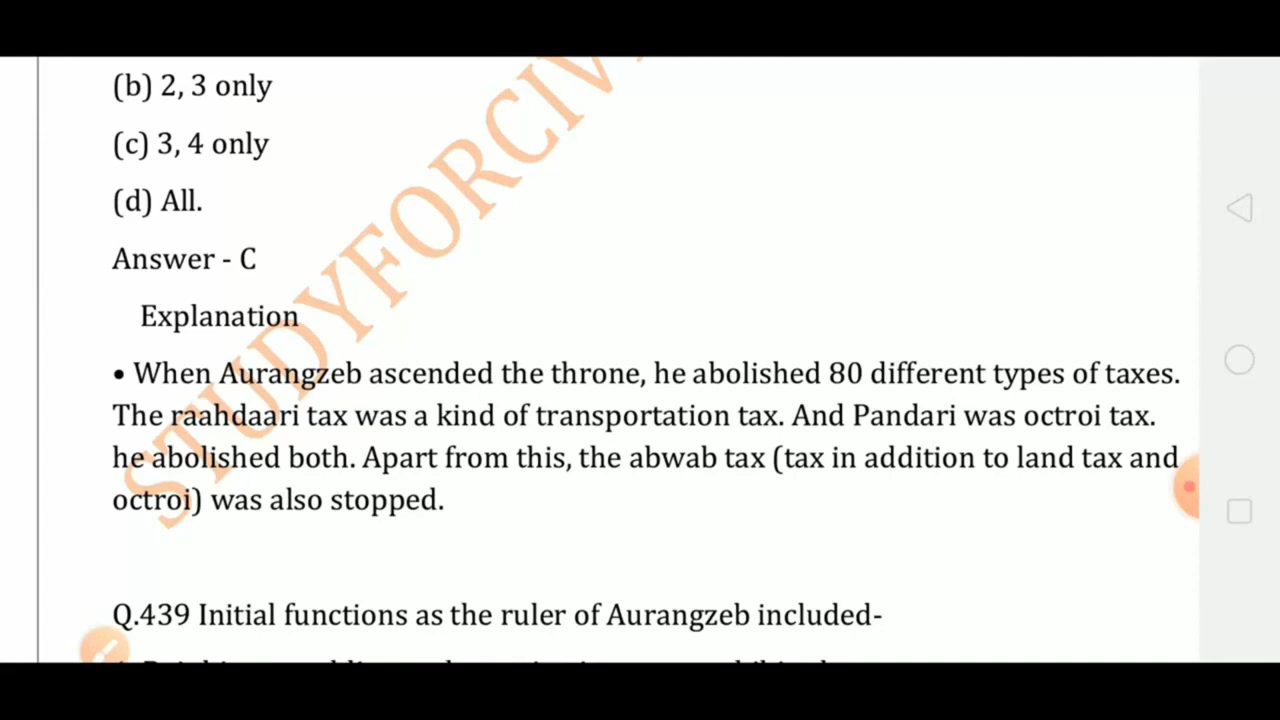 (b) 2, 3 only
(c) 3, 4 only
(d) All.
Answer - C
Explanation
• When Aurangzeb ascended the throne, he abolished 80 different types of taxes.
The raahdaari tax was a kind of transportation tax. And Pandari was octroi tax.
he abolished both. Apart from this, the abwab tax (tax in addition to land tax and
octroi) was also stopped.
Q.439 Initial functions as the ruler of Aurangzeb included-
STUDYFORCIV